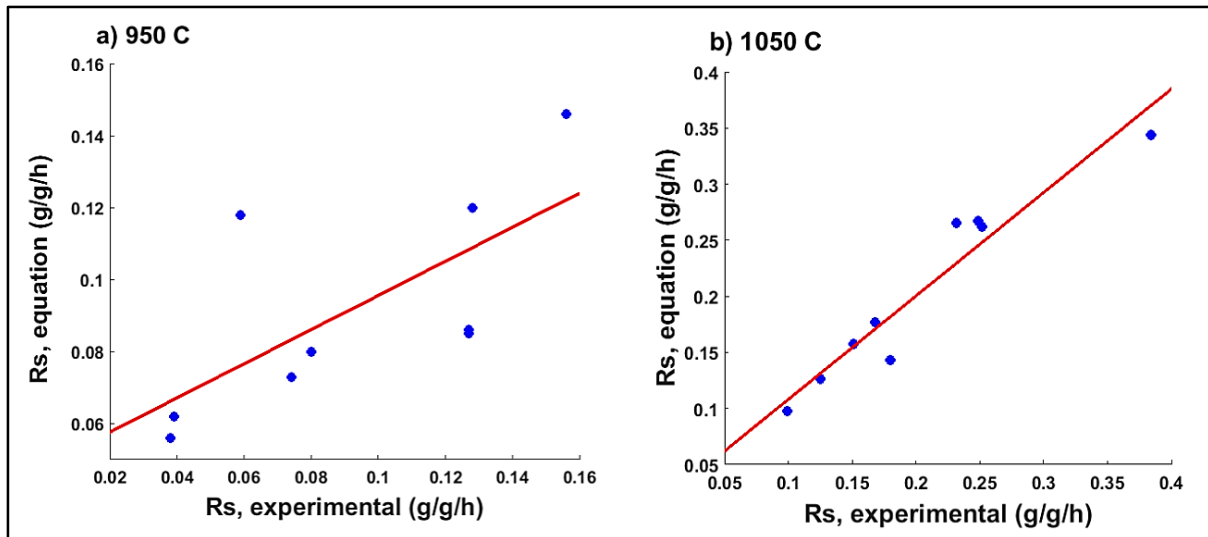 a) 950 C
0.16
0.14
0.12
0.1
0.08
0.06
Rs, equation (g/g/h)
0.02 0.04 0.06 0.08 0.1 0.12 0.14 0.16
Rs, experimental (g/g/h)
b) 1050 C
0.4
0.35
0.3
0.25
0.2
0.15
0.1
0.05
Rs, equation (g/g/h)
0.05 0.1 0.15 0.2 0.25 0.3 0.35 0.4
Rs, experimental (g/g/h)